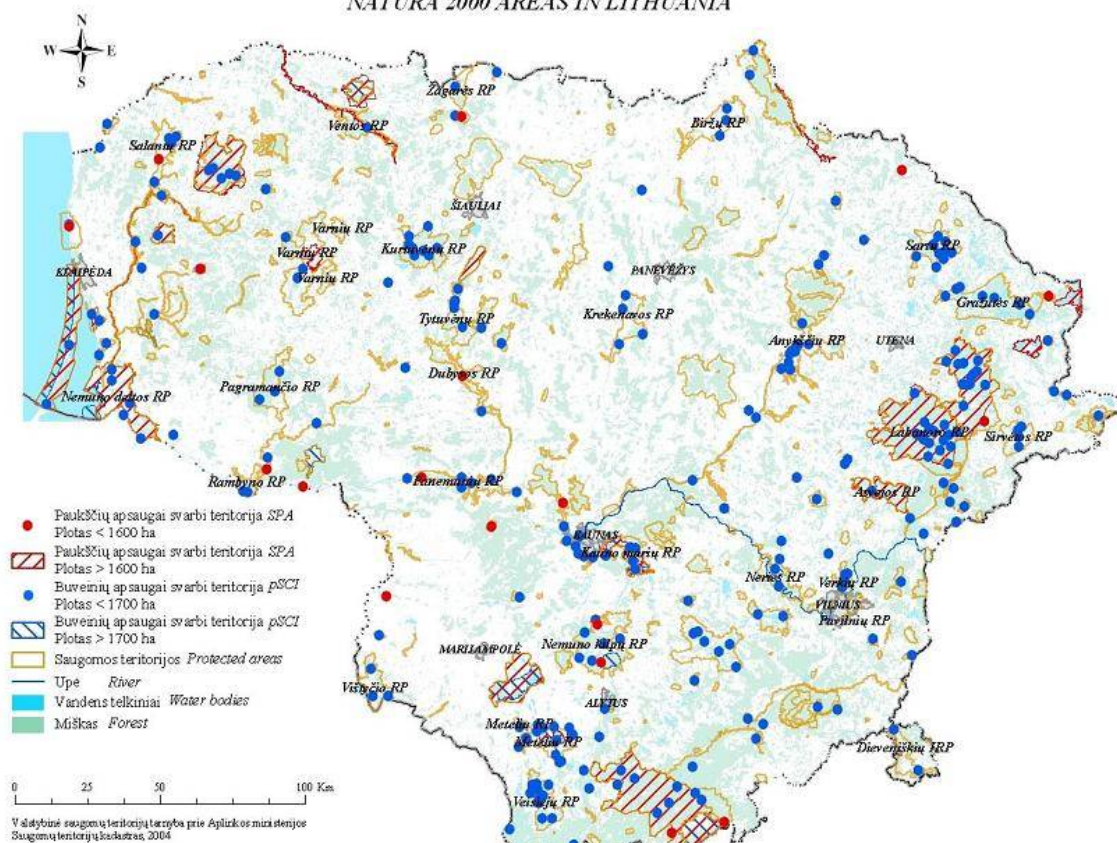 NATURA 2000 AREAS IN LITHUANIA
N
W E
S
Žagarės RP
Ventos RP
Biržų RP
Salantų RP
ŠIAULIAI
Varnių RP
Kurtuvėnų RP
Varnių RP
Sartų RP
KLAIPĖDA
Varnių RP
PANEVĖŽYS
Gražutės RP
Tytuvėnų RP
Krekenavos RP
Anykščių RP
UTENA
Dubysos RP
Pagramančio RP
Nemuno deltos RP
Labanoro RP
Sirvėtos RP
Rambyno RP
Panemunių RP
Asvejos RP
KAUNAS
Kauno marių RP
Neries RP
Verkių RP
VILNIUS
Pavilnių RP
MARIJAMPOLĖ
Nemuno kilpų RP
Vištyčio RP
ALYTUS
Metelių RP
Metelių RP
Dieveniškių IRP
Veisiejų RP
Paukščių apsaugai svarbi teritorija SPA
Plotas < 1600 ha
Paukščių apsaugai svarbi teritorija SPA
Plotas > 1600 ha
Buveinių apsaugai svarbi teritorija pSCI
Plotas < 1700 ha
Buveinių apsaugai svarbi teritorija pSCI
Plotas > 1700 ha
Saugomos teritorijos Protected areas
Upe River
Vandens telkiniai Water bodies
Miškas Forest
0 25 50 100 Km
Valstybinė saugomų teritorijų tarnyba prie Aplinkos ministerijos
Saugomų teritorijų kadastras, 2004